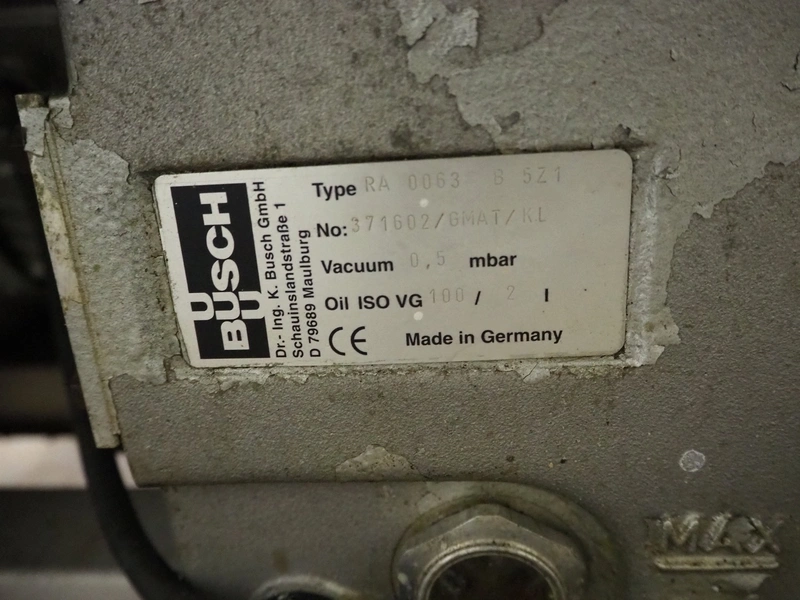 BUSCH
Dr.- Ing. K. Busch GmbH
Schauinslandstraße 1
D 79689 Maulburg
Type RA 0063 B 5Z1
No: 371602/GMAT/KL
Vacuum 0,5 mbar
Oil ISO VG 100 / 2 l
CE Made in Germany
MAX